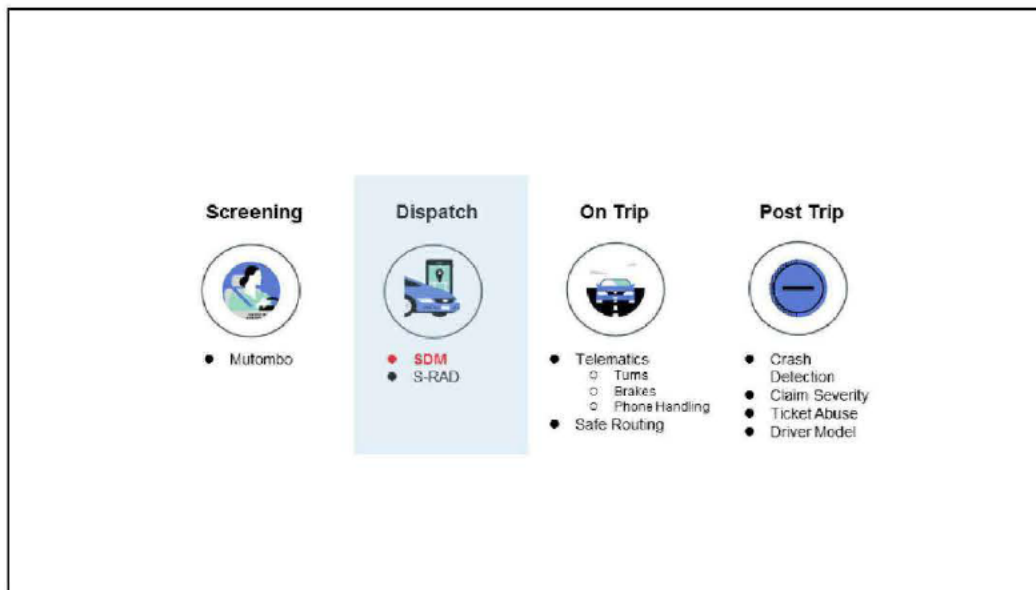 Screening
Mutombo
Dispatch
SDM
S-RAD
On Trip
Telematics
Turns
Brakes
Phone Handling
Safe Routing
Post Trip
Crash
Detection
Claim Severity
Ticket Abuse
Driver Model